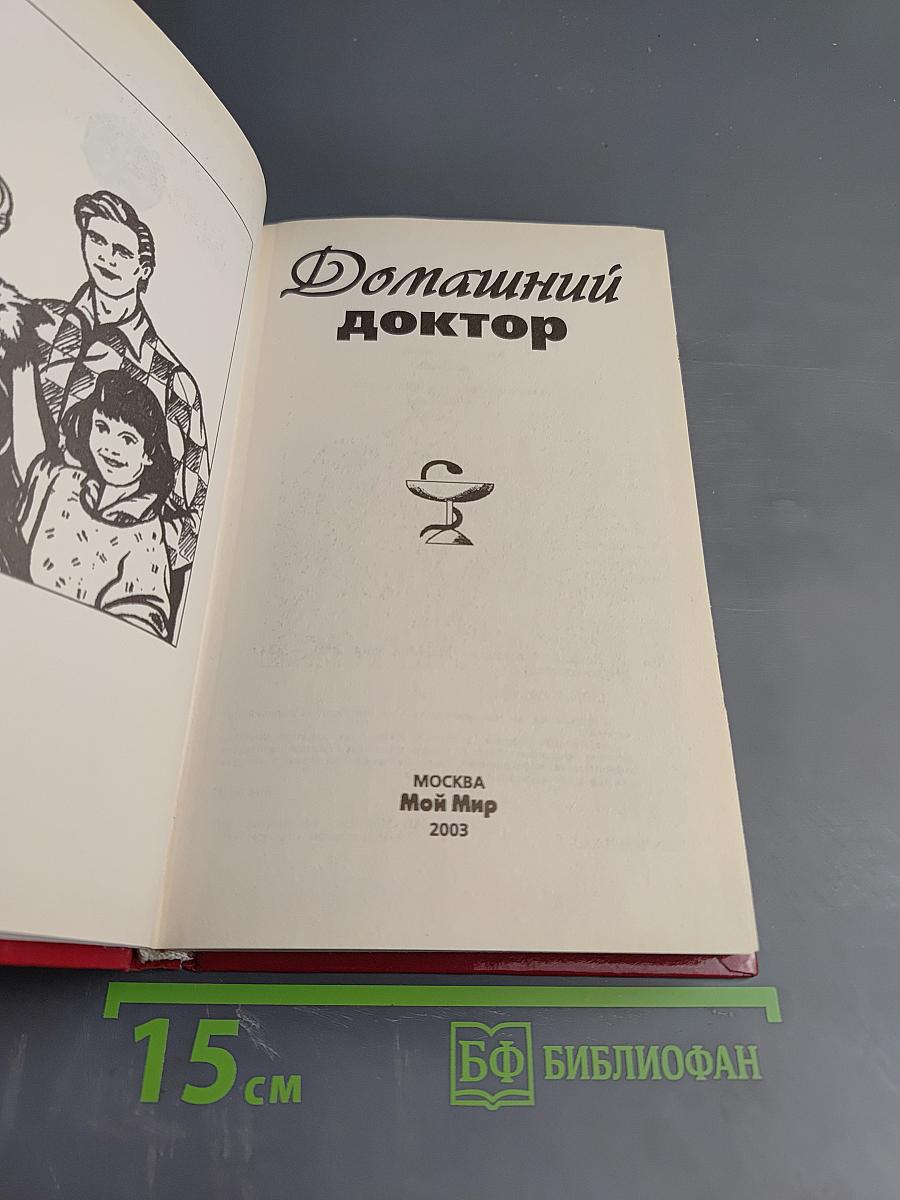 Домашний
доктор
МОСКВА
Мой Мир
2003
15 см
БФ БИБЛИОФАН